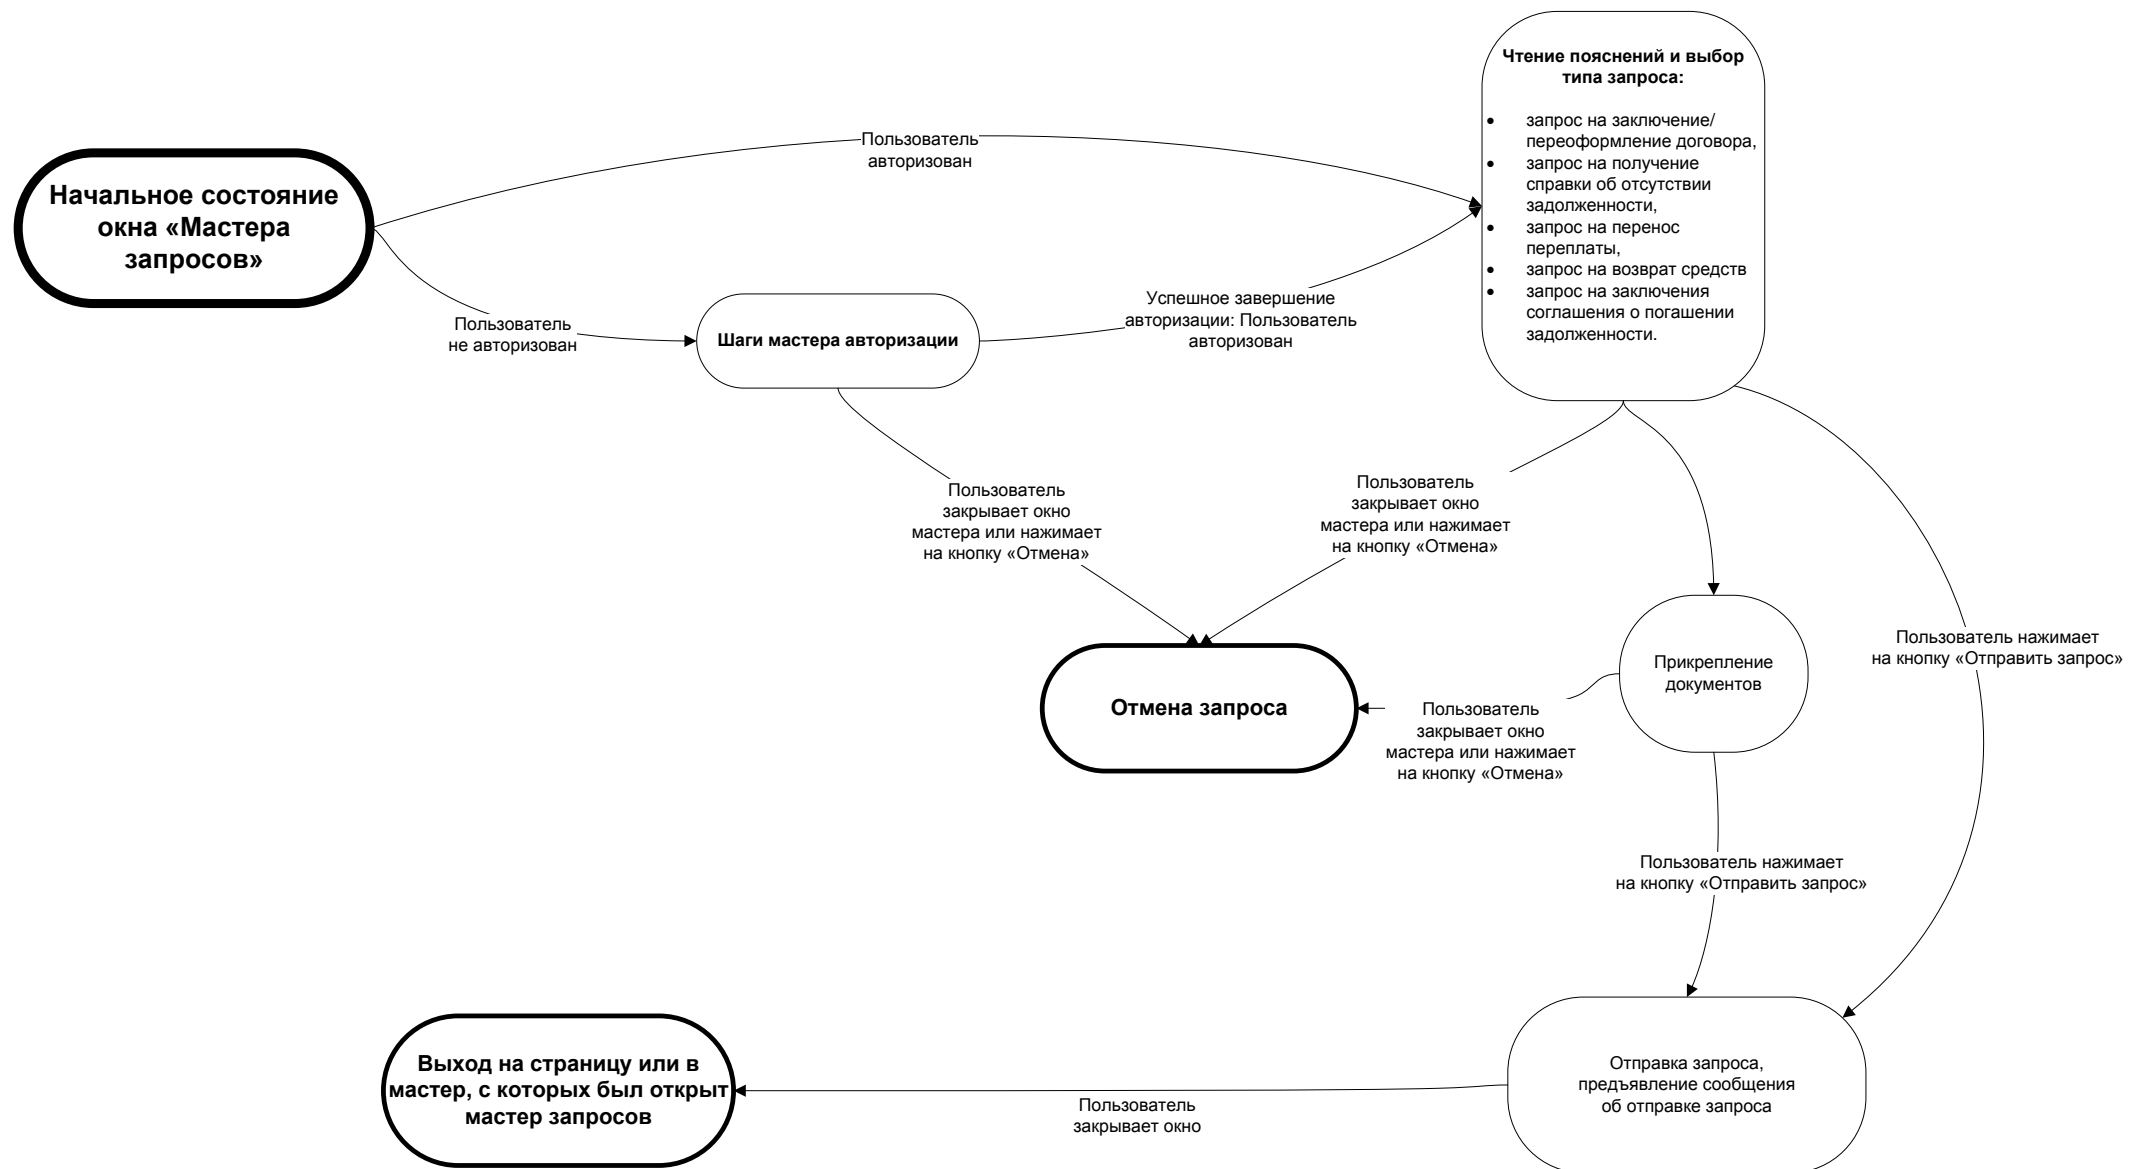 Чтение пояснений и выбор
типа запроса:
• запрос на заключение/
переоформление договора,
• запрос на получение
справки об отсутствии
задолженности,
• запрос на перенос
переплаты,
• запрос на возврат средств
• запрос на заключения
соглашения о погашении
задолженности.
Пользователь
авторизован
Начальное состояние
окна «Мастера
запросов»
Пользователь
не авторизован
Шаги мастера авторизации
Успешное завершение
авторизации: Пользователь
авторизован
Пользователь
закрывает окно
мастера или нажимает
на кнопку «Отмена»
Пользователь
закрывает окно
мастера или нажимает
на кнопку «Отмена»
Отмена запроса
Пользователь
закрывает окно
мастера или нажимает
на кнопку «Отмена»
Прикрепление
документов
Пользователь нажимает
на кнопку «Отправить запрос»
Пользователь нажимает
на кнопку «Отправить запрос»
Выход на страницу или в
мастер, с которых был открыт
мастер запросов
Пользователь
закрывает окно
Отправка запроса,
предъявление сообщения
об отправке запроса